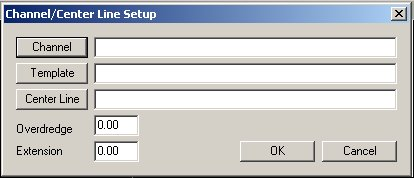 Channel/Center Line Setup
Channel
Template
Center Line
Overdredge 0.00
Extension 0.00
OK Cancel